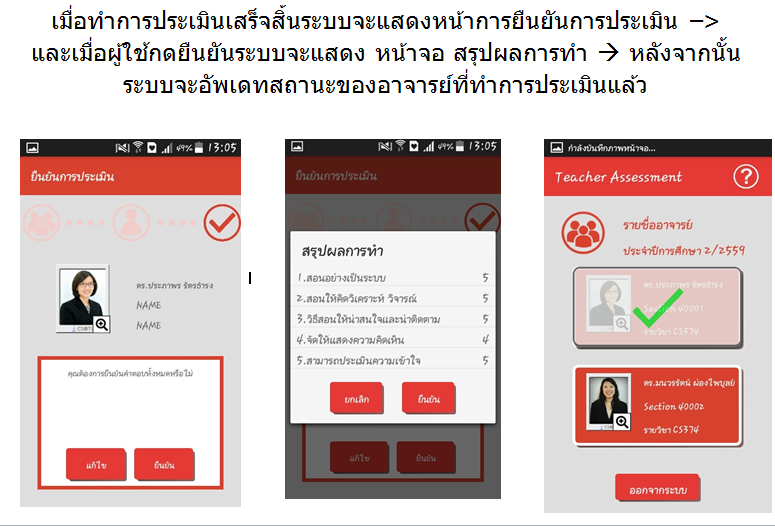 เมื่อทำการประเมินเสร็จสิ้นระบบจะแสดงหน้าการยืนยันการประเมิน –>
และเมื่อผู้ใช้กดยืนยันระบบจะแสดง หน้าจอ สรุปผลการทำ → หลังจากนั้น
ระบบจะอัพเดทสถานะของอาจารย์ที่ทำการประเมินแล้ว
49% 13:05
ยืนยันการประเมิน
ดร.ประภาพร รัตธำรง
NAME
NAME
คุณต้องการยืนยันคำตอบทั้งหมดหรือไม่
แก้ไข ยืนยัน
49% 13:05
ยืนยันการประเมิน
สรุปผลการทำ
1.สอนอย่างเป็นระบบ 5
2.สอนให้คิดวิเคราะห์ วิจารณ์ 5
3.วิธีสอนให้น่าสนใจและน่าติดตาม 5
4.จัดให้แสดงความคิดเห็น 4
5.สามารถประเมินความเข้าใจ 5
ยกเลิก ยืนยัน
แก้ไข ยืนยัน
กำลังบันทึกภาพหน้าจอ...
Teacher Assessment ?
รายชื่ออาจารย์
ประจำปีการศึกษา 2/2559
ดร.ประภาพร รัตธำรง
Section 40001
รายวิชา CS374
ดร.มนวรรัตน์ ผ่องไพบูลย์
Section 40002
รายวิชา CS374
ออกจากระบบ